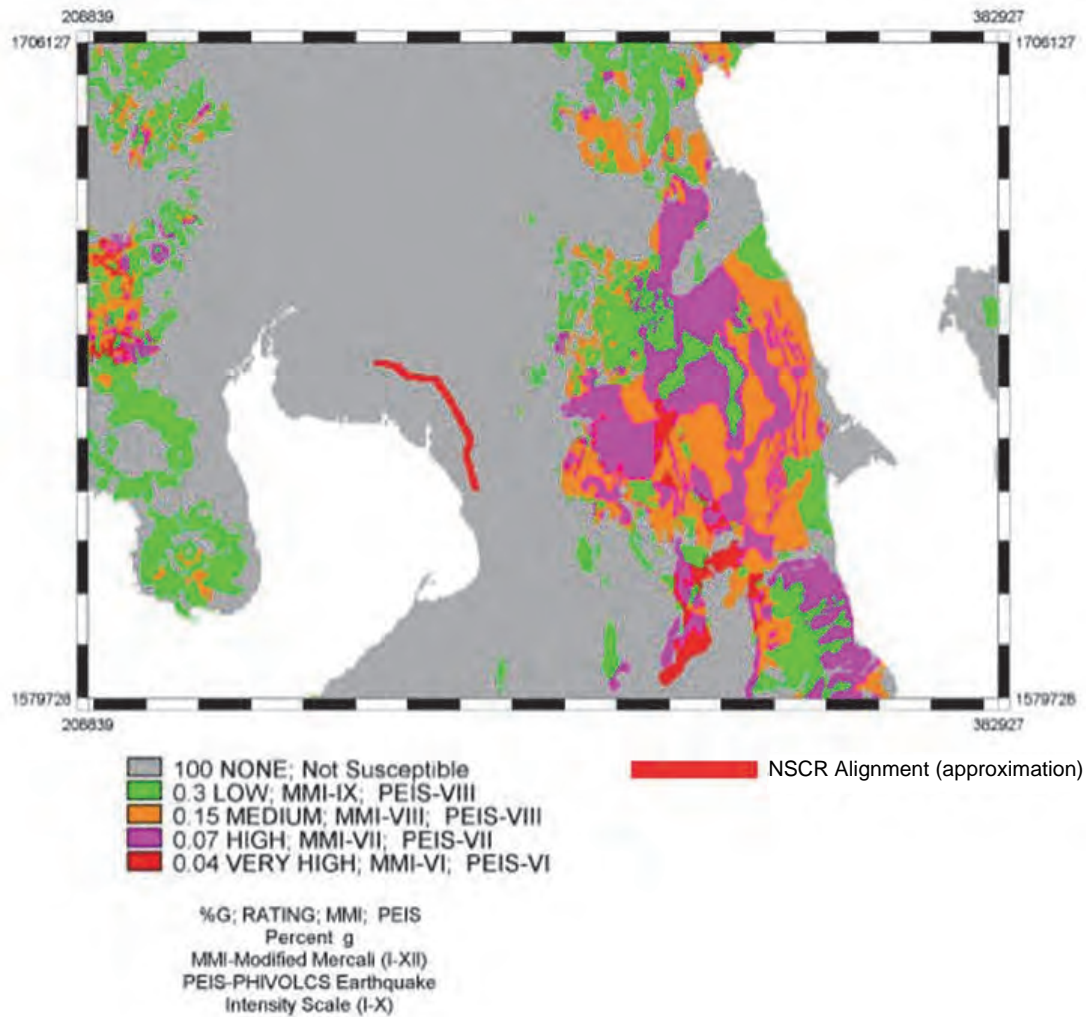 206839 382927
1706127 1706127
1579728 1579728
206839 382927
100 NONE; Not Susceptible
0.3 LOW; MMI-IX; PEIS-VIII
0.15 MEDIUM; MMI-VIII; PEIS-VIII
0.07 HIGH; MMI-VII; PEIS-VII
0.04 VERY HIGH; MMI-VI; PEIS-VI
NSCR Alignment (approximation)
%G; RATING; MMI; PEIS
Percent g
MMI-Modified Mercali (I-XII)
PEIS-PHIVOLCS Earthquake
Intensity Scale (I-X)